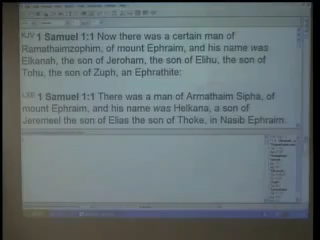 KJV 1 Samuel 1:1 Now there was a certain man of
Ramathaimzophim, of mount Ephraim, and his name was
Elkanah, the son of Jeroham, the son of Elihu, the son of
Tohu, the son of Zuph, an Ephrathite:
LXE 1 Samuel 1:1 There was a man of Armathaim Sipha, of
mount Ephraim, and his name was Helkana, a son of
Jeremeel the son of Elias the son of Thoke, in Nasib Ephraim.